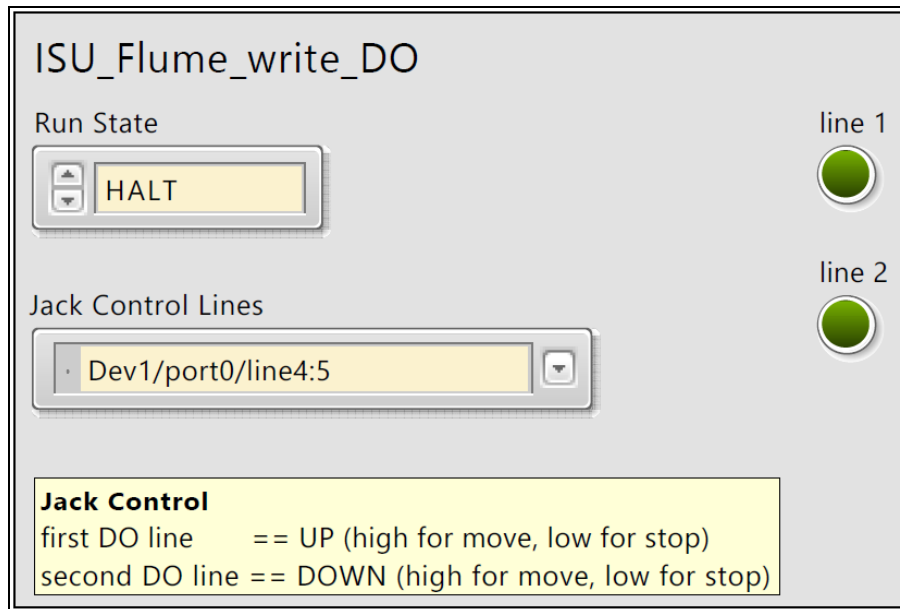 ISU_Flume_write_DO
Run State
line 1
HALT
line 2
Jack Control Lines
Dev1/port0/line4:5
Jack Control
first DO line == UP (high for move, low for stop)
second DO line == DOWN (high for move, low for stop)